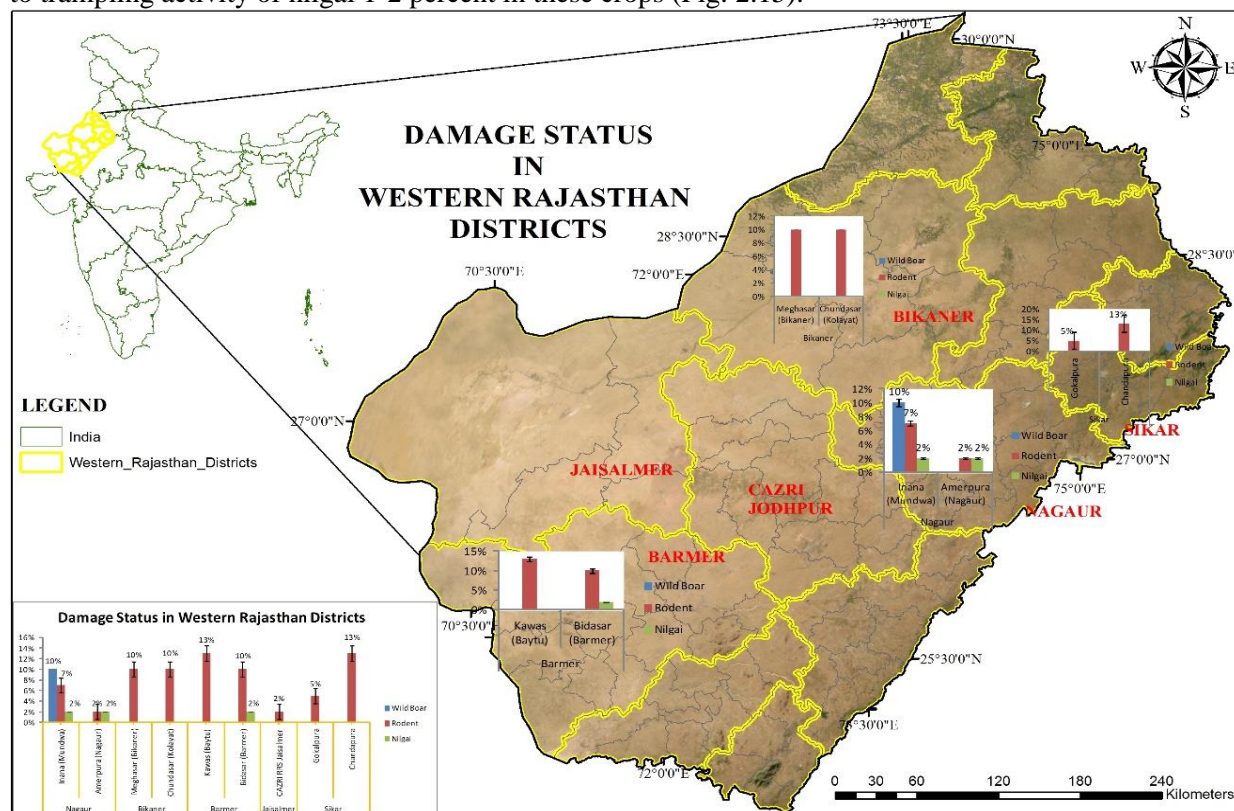 to trampling activity of nilgai 1-2 percent in these crops (Fig. 2.15).
73°30'0"E
30°0'0"N
N
W E
S
DAMAGE STATUS
IN
WESTERN RAJASTHAN
DISTRICTS
75°0'0"E
28°30'0"N
70°30'0"E
72°0'0"E
28°30'0"N
12%
10%
8%
6%
4%
2%
0%
Wild Boar
Rodent
Nilgai
Meghasar (Bikaner)
Chundasar (Kolayat)
Bikaner
BIKANER
20%
15%
10%
5%
0%
5%
13%
Wild Boar
Rodent
Nilgai
Gokalpura
Chandapura
Sikar
SIKAR
LEGEND
India
Western_Rajasthan_Districts
27°0'0"N
12%
10%
8%
6%
4%
2%
0%
10%
7%
2%
2% 2%
Wild Boar
Rodent
Nilgai
Inana (Mundwa)
Amerpura (Nagaur)
Nagaur
27°0'0"N
75°0'0"E
NAGAUR
JAISALMER
CAZRI
JODHPUR
BARMER
15%
10%
5%
0%
Wild Boar
Rodent
Nilgai
Kawas (Baytu)
Bidasar (Barmer)
Barmer
70°30'0"E
25°30'0"N
73°30'0"E
72°0'0"E
Damage Status in Western Rajasthan Districts
16%
14%
12%
10%
8%
6%
4%
2%
0%
10%
7%
2%
2% 2%
10%
10%
13%
10%
2%
2%
5%
13%
Wild Boar
Rodent
Nilgai
Inana (Mundwa)
Amerpura (Nagaur)
Meghasar (Bikaner)
Chundasar (Kolayat)
Kawas (Baytu)
Bidasar (Barmer)
CAZRI RRS Jaisalmer
Gokalpura
Chandapura
Nagaur
Bikaner
Barmer
Jaisalmer
Sikar
0 30 60 120 180 240
Kilometers